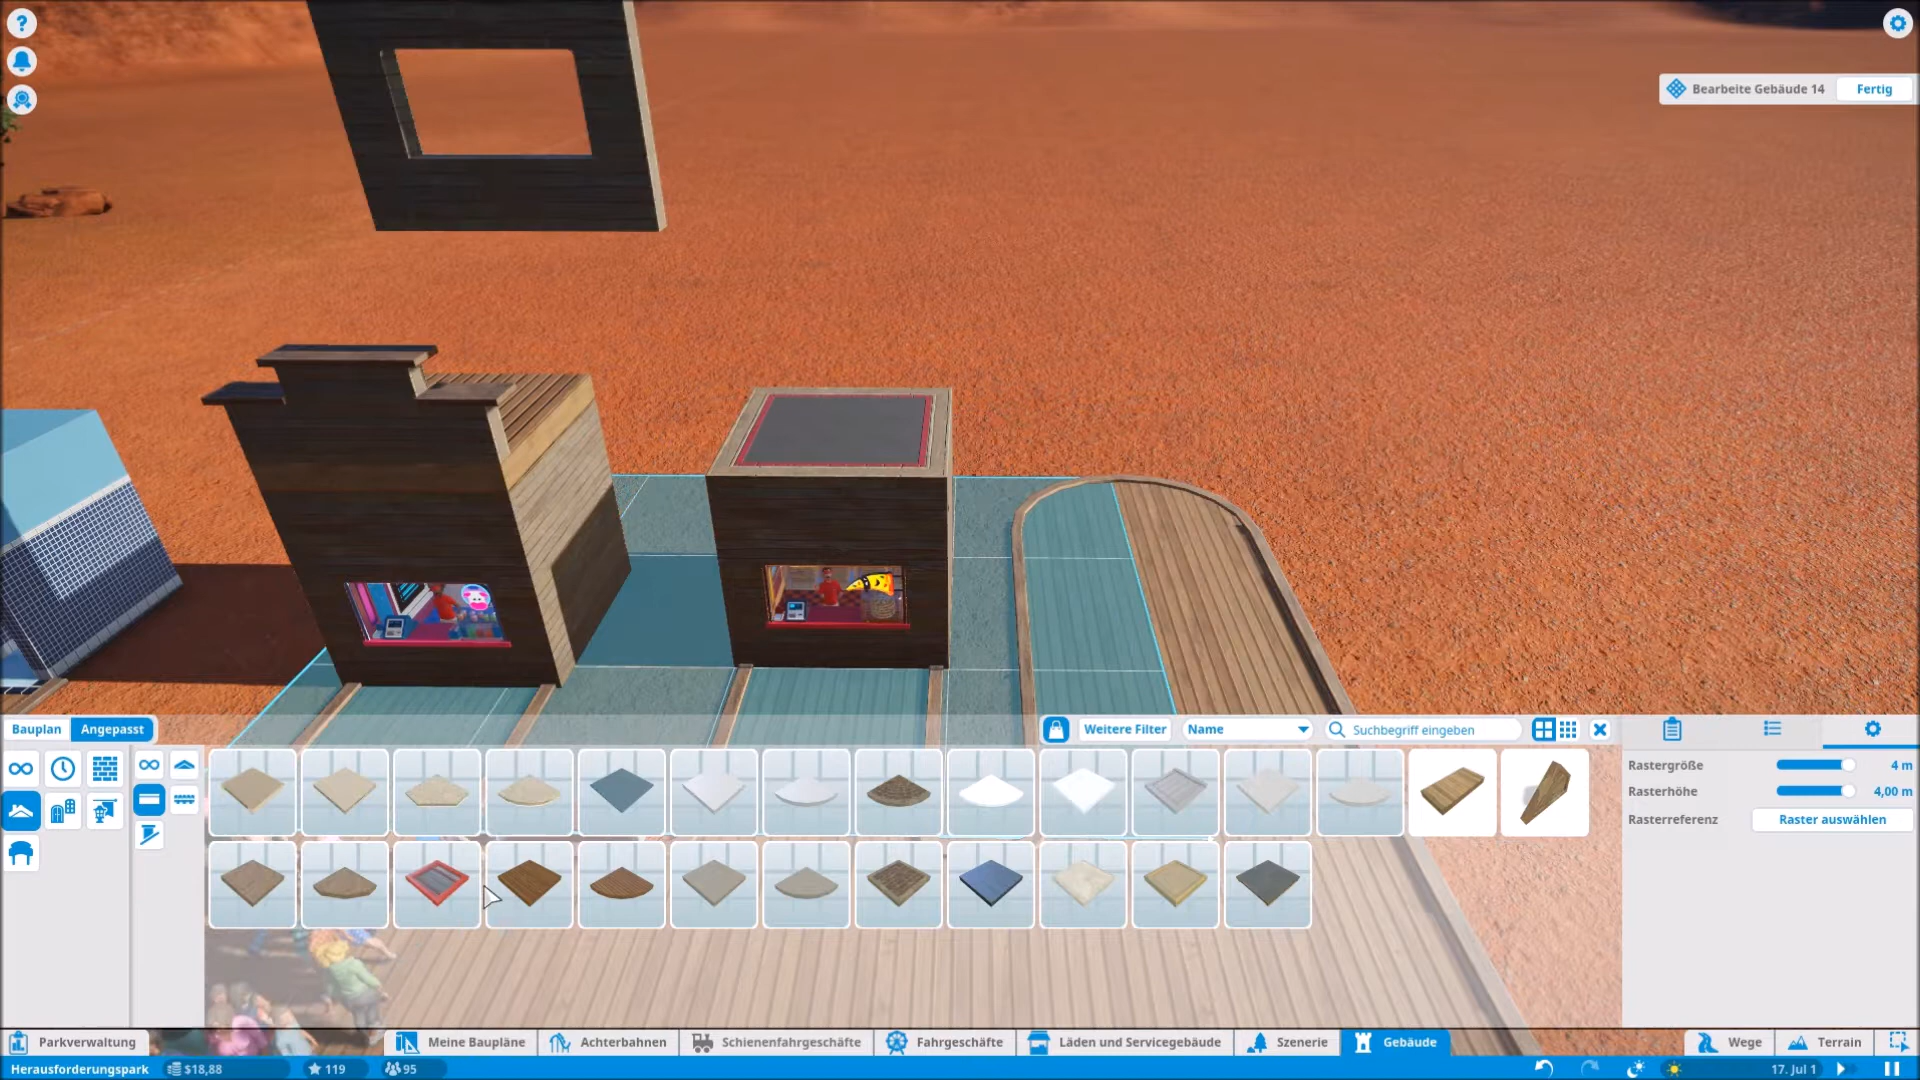 ?
Bearbeite Gebäude 14
Fertig
Bauplan
Angepasst
Weitere Filter
Name
Suchbegriff eingeben
Rastergröße
4 m
Rasterhöhe
4,00 m
Rasterreferenz
Raster auswählen
Parkverwaltung
Meine Baupläne
Achterbahnen
Schienenfahrgeschäfte
Fahrgeschäfte
Läden und Servicegebäude
Szenerie
Gebäude
Wege
Terrain
Herausforderungspark
$18,88
119
95
17. Jul 1